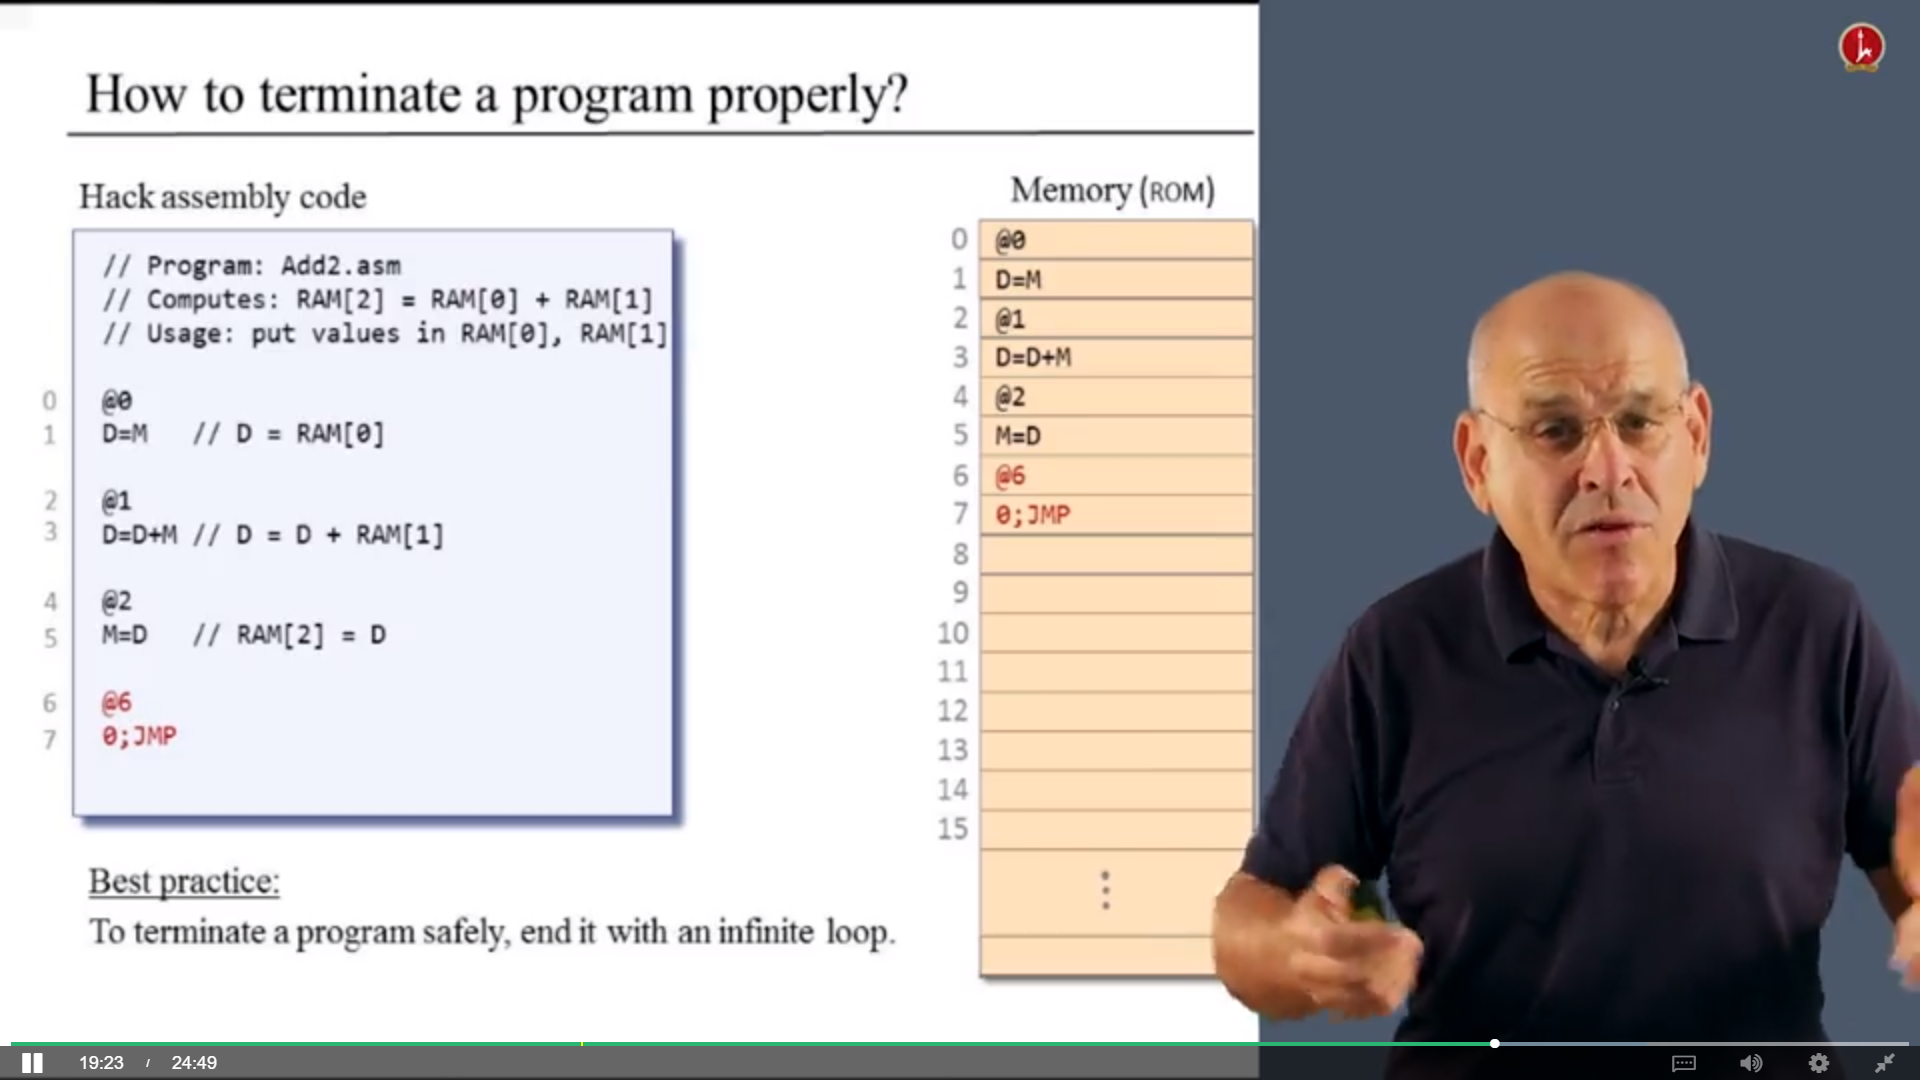 How to terminate a program properly?
Hack assembly code
// Program: Add2.asm
// Computes: RAM[2] = RAM[0] + RAM[1]
// Usage: put values in RAM[0], RAM[1]
0 @0
1 D=M // D = RAM[0]
2 @1
3 D=D+M // D = D + RAM[1]
4 @2
5 M=D // RAM[2] = D
6 @6
7 0;JMP
Best practice:
To terminate a program safely, end it with an infinite loop.
Memory (ROM)
0 @0
1 D=M
2 @1
3 D=D+M
4 @2
5 M=D
6 @6
7 0;JMP
8
9
10
11
12
13
14
15
19:23 / 24:49